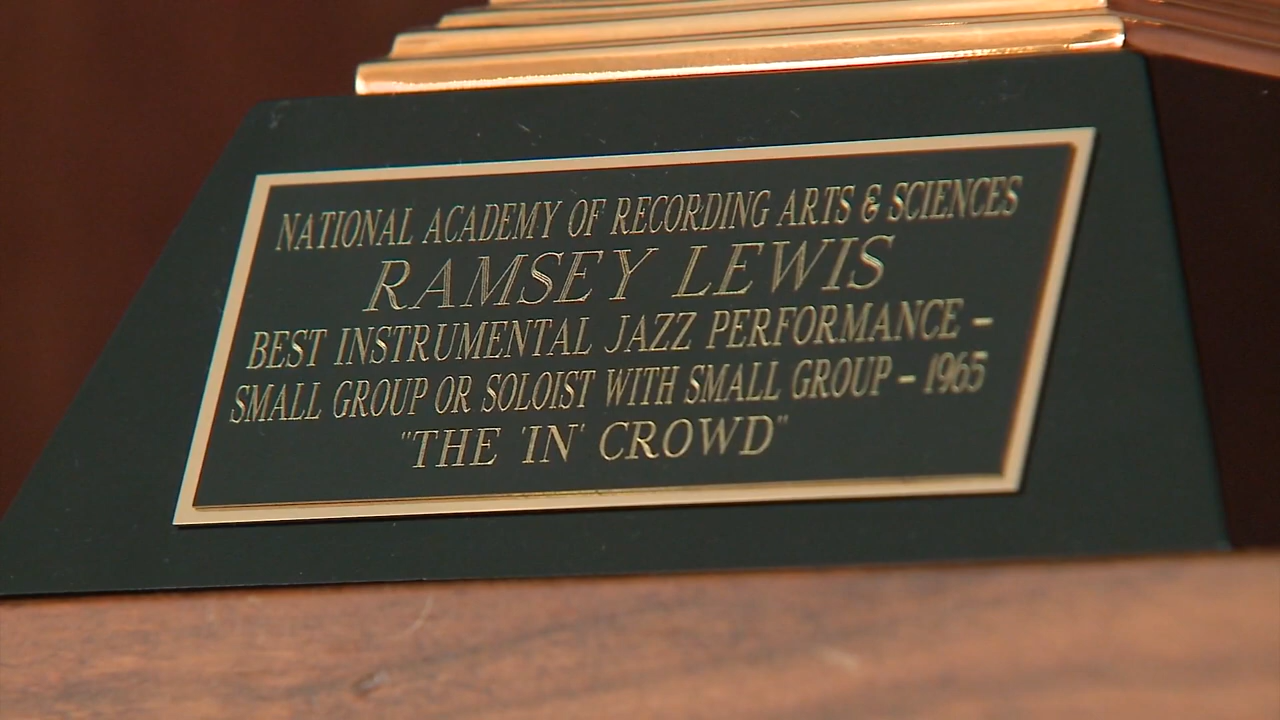 NATIONAL ACADEMY OF RECORDING ARTS & SCIENCES
RAMSEY LEWIS
BEST INSTRUMENTAL JAZZ PERFORMANCE –
SMALL GROUP OR SOLOIST WITH SMALL GROUP – 1965
"THE 'IN' CROWD"